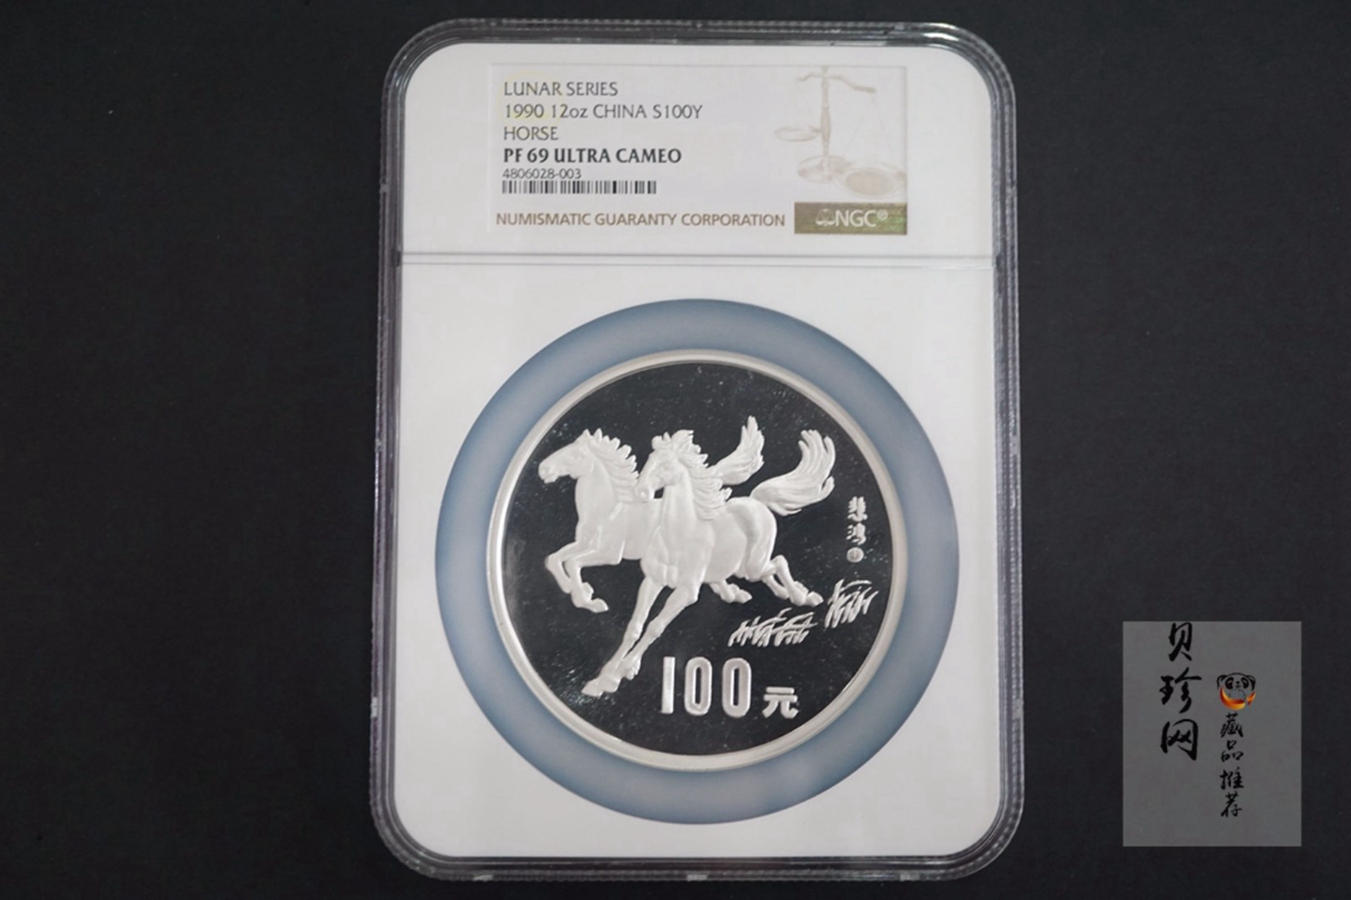 LUNAR SERIES
1990 12oz CHINA S100Y
HORSE
PF 69 ULTRA CAMEO
4806028-003
NUMISMATIC GUARANTY CORPORATION
NGC®
悲鸿
100元
贝珍网
藏品推荐